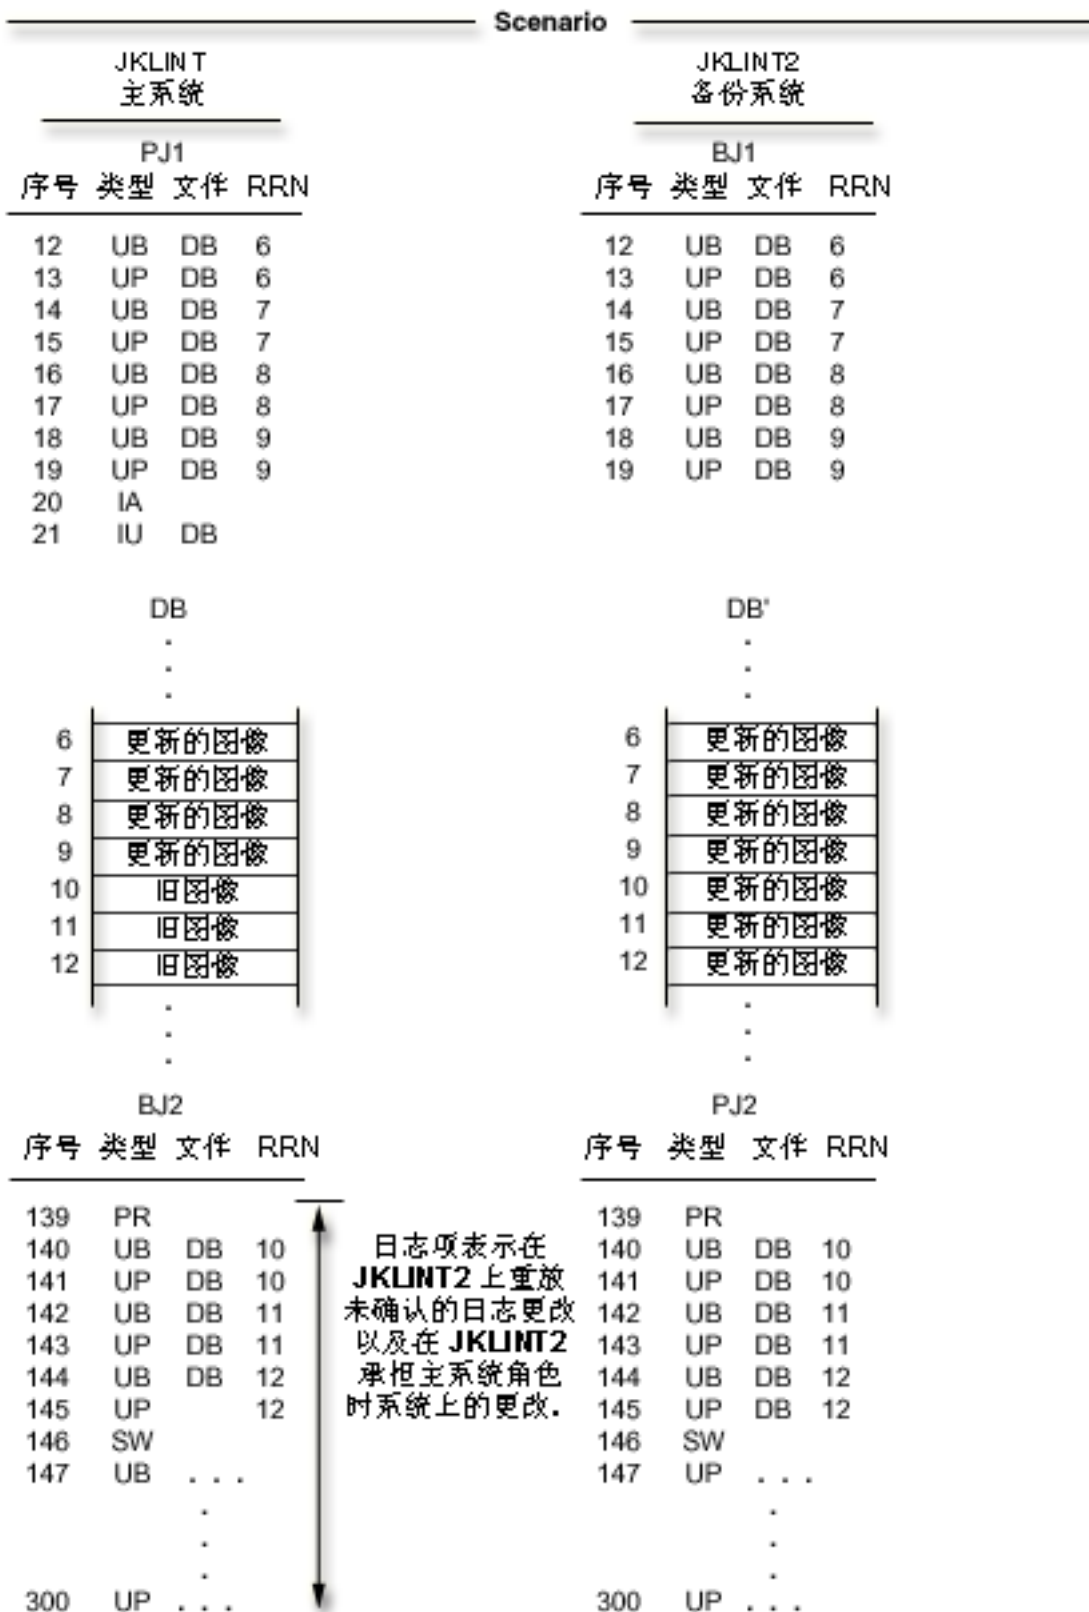 Scenario
JKLINT
主系统
JKLINT2
备份系统
PJ1
序号 类型 文件 RRN
12 UB DB 6
13 UP DB 6
14 UB DB 7
15 UP DB 7
16 UB DB 8
17 UP DB 8
18 UB DB 9
19 UP DB 9
20 IA
21 IU DB
BJ1
序号 类型 文件 RRN
12 UB DB 6
13 UP DB 6
14 UB DB 7
15 UP DB 7
16 UB DB 8
17 UP DB 8
18 UB DB 9
19 UP DB 9
DB
6 更新的图像
7 更新的图像
8 更新的图像
9 更新的图像
10 旧图像
11 旧图像
12 旧图像
DB'
6 更新的图像
7 更新的图像
8 更新的图像
9 更新的图像
10 更新的图像
11 更新的图像
12 更新的图像
BJ2
序号 类型 文件 RRN
139 PR
140 UB DB 10
141 UP DB 10
142 UB DB 11
143 UP DB 11
144 UB DB 12
145 UP 12
146 SW
147 UB . . .
300 UP . . .
日志项表示在
JKLINT2 上重放
未确认的日志更改
以及在 JKLINT2
承担主系统角色
时系统上的更改.
PJ2
序号 类型 文件 RRN
139 PR
140 UB DB 10
141 UP DB 10
142 UB DB 11
143 UP DB 11
144 UB DB 12
145 UP DB 12
146 SW
147 UP . . .
300 UP . . .